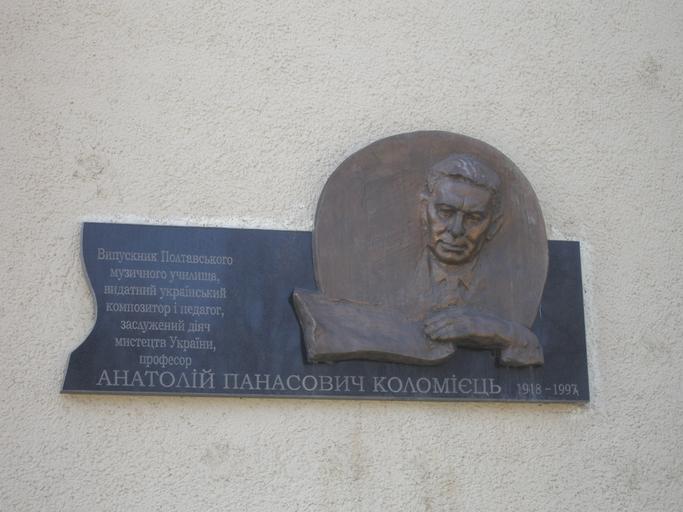 Випускник Полтавського
музичного училища,
видатний український
композитор і педагог,
заслужений діяч
мистецтв України,
професор
АНАТОЛІЙ ПАНАСОВИЧ КОЛОМІЄЦЬ 1918 - 1997